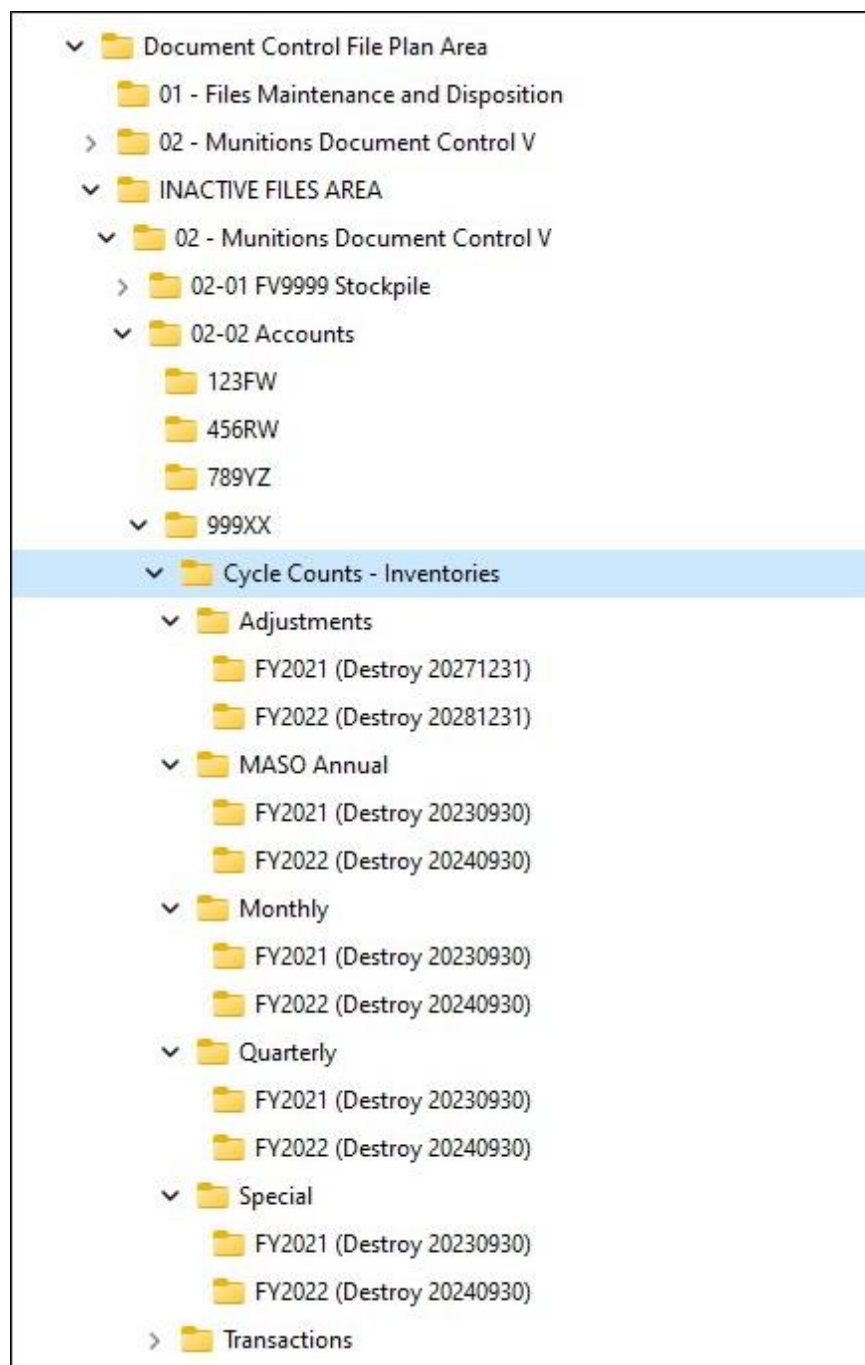 Document Control File Plan Area
01 - Files Maintenance and Disposition
02 - Munitions Document Control V
INACTIVE FILES AREA
02 - Munitions Document Control V
02-01 FV9999 Stockpile
02-02 Accounts
123FW
456RW
789YZ
999XX
Cycle Counts - Inventories
Adjustments
FY2021 (Destroy 20271231)
FY2022 (Destroy 20281231)
MASO Annual
FY2021 (Destroy 20230930)
FY2022 (Destroy 20240930)
Monthly
FY2021 (Destroy 20230930)
FY2022 (Destroy 20240930)
Quarterly
FY2021 (Destroy 20230930)
FY2022 (Destroy 20240930)
Special
FY2021 (Destroy 20230930)
FY2022 (Destroy 20240930)
Transactions